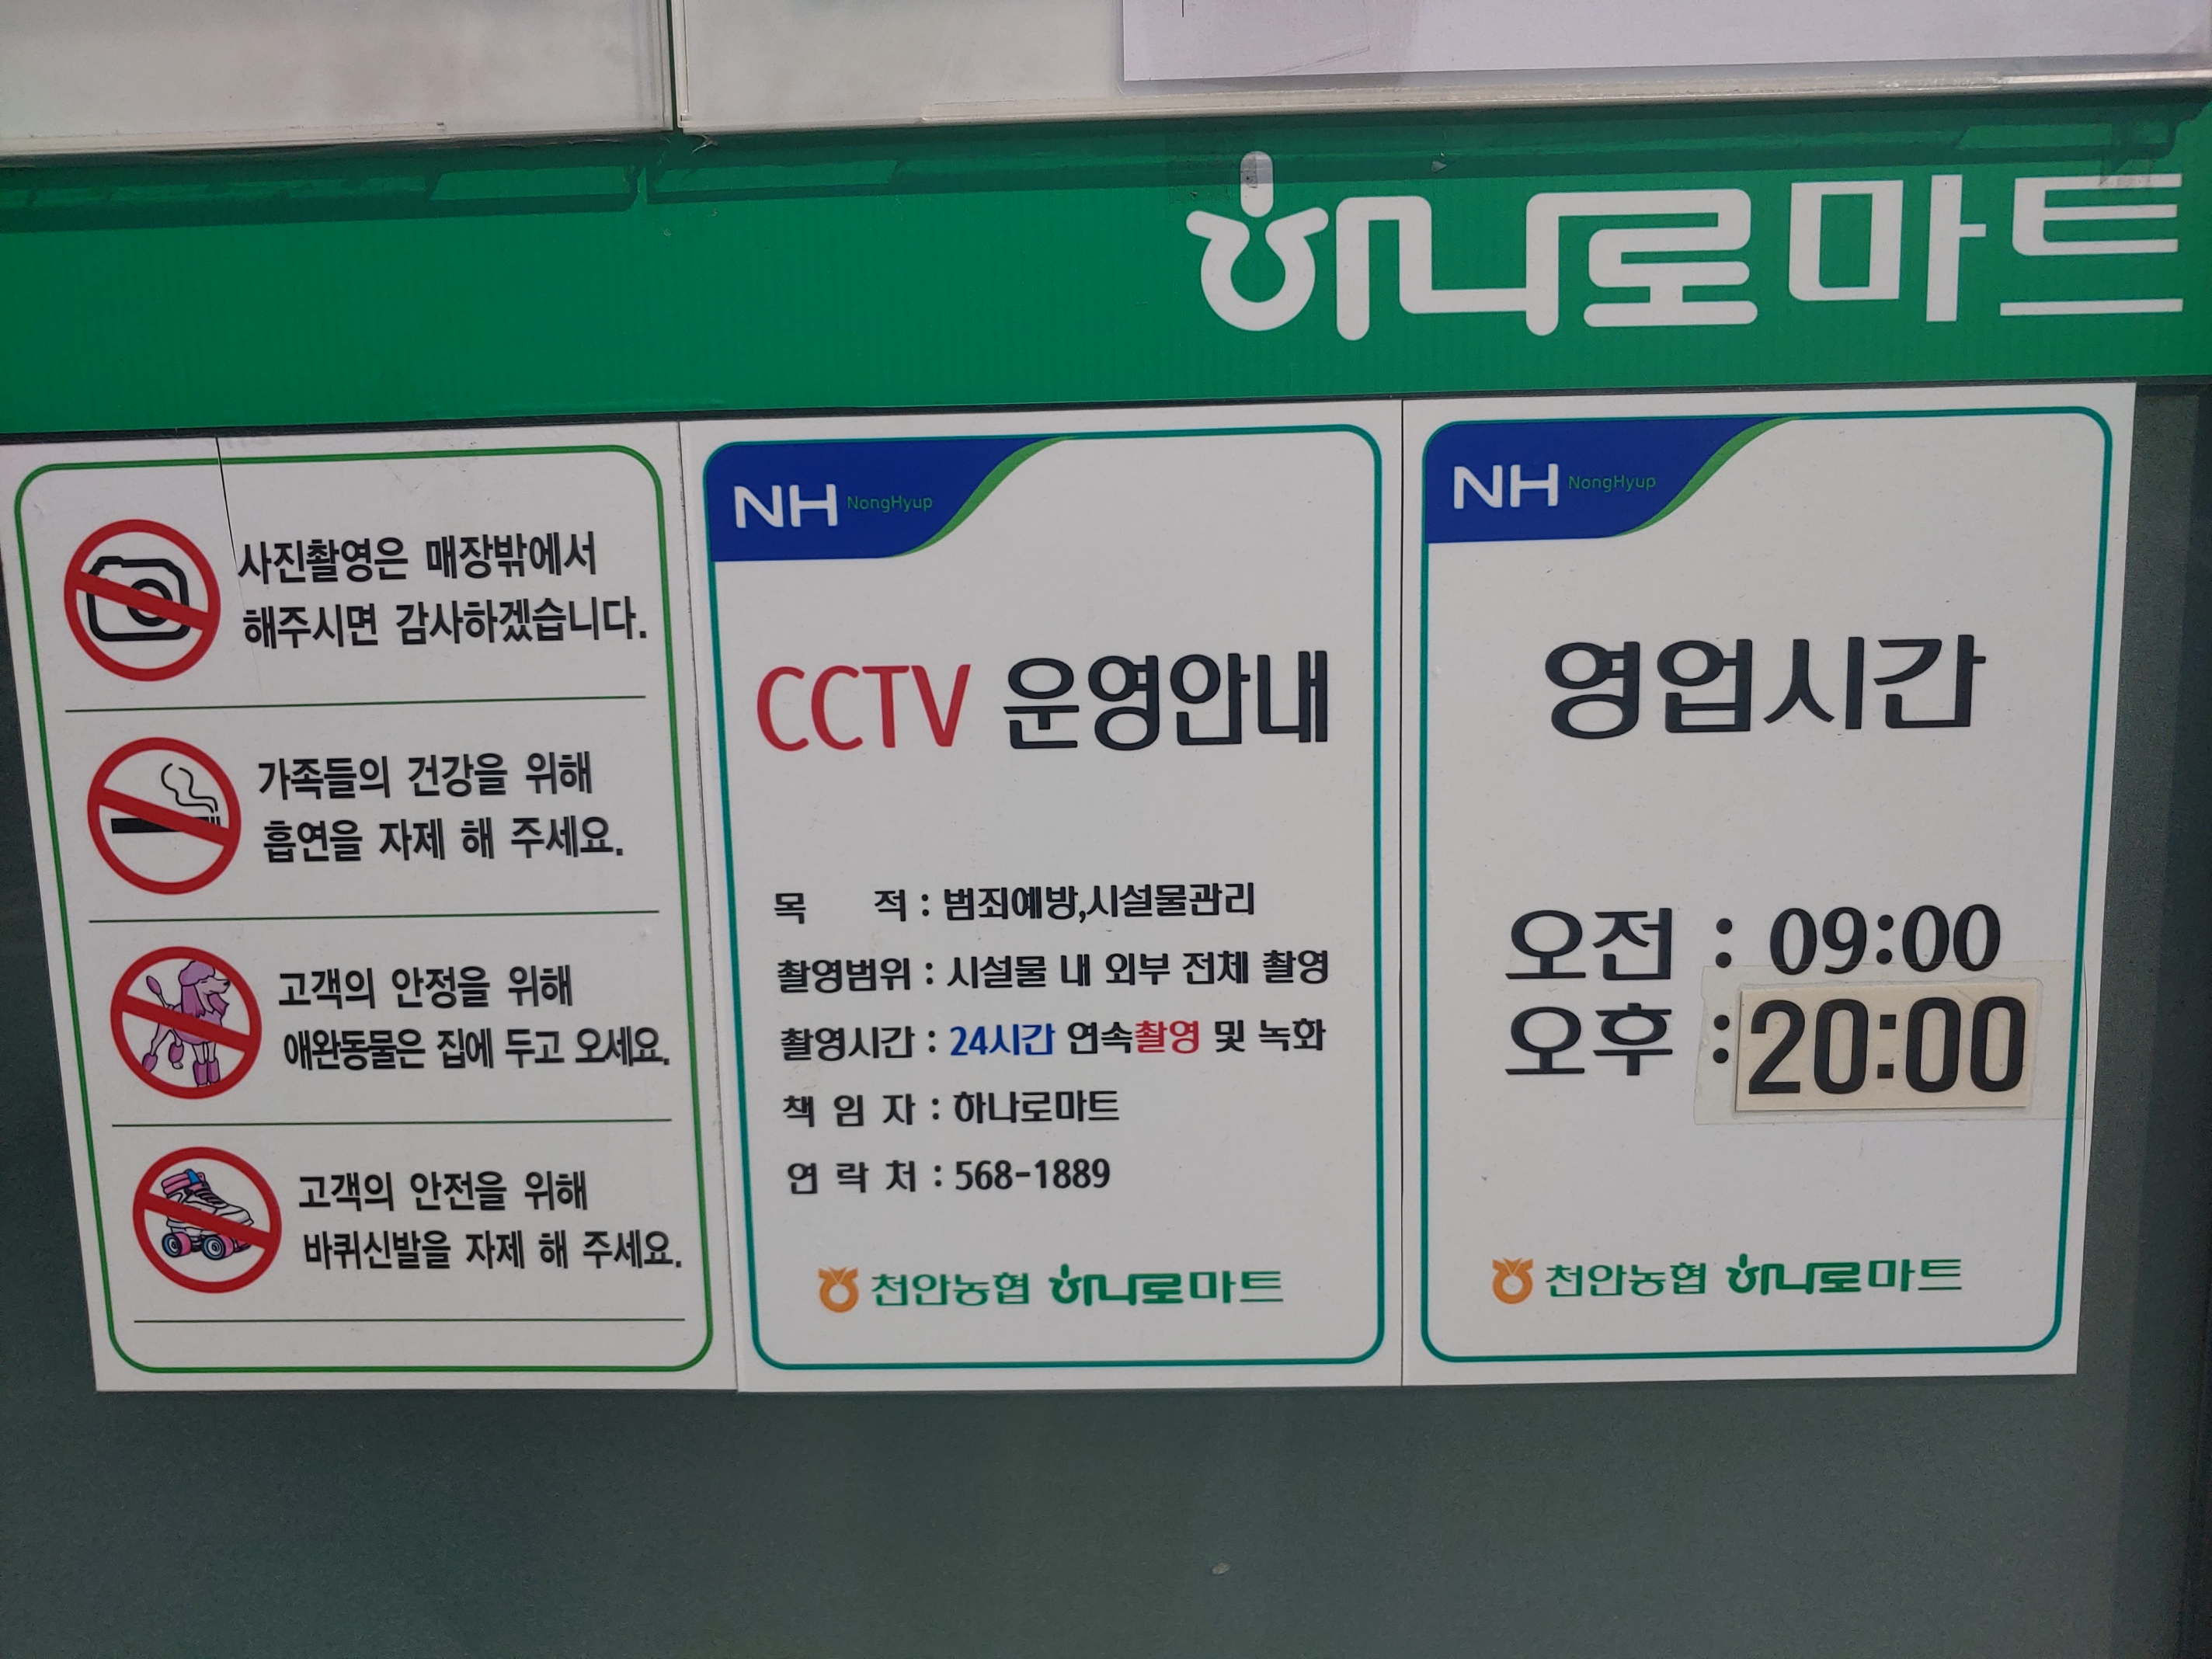 하나로마트
사진촬영은 매장밖에서
해주시면 감사하겠습니다.
가족들의 건강을 위해
흡연을 자제 해 주세요.
고객의 안정을 위해
애완동물은 집에 두고 오세요.
고객의 안전을 위해
바퀴신발을 자제 해 주세요.
NH NongHyup
CCTV 운영안내
목 적 : 범죄예방,시설물관리
촬영범위 : 시설물 내 외부 전체 촬영
촬영시간 : 24시간 연속촬영 및 녹화
책 임 자 : 하나로마트
연 락 처 : 568-1889
천안농협 하나로마트
NH NongHyup
영업시간
오전 : 09:00
오후 : 20:00
천안농협 하나로마트